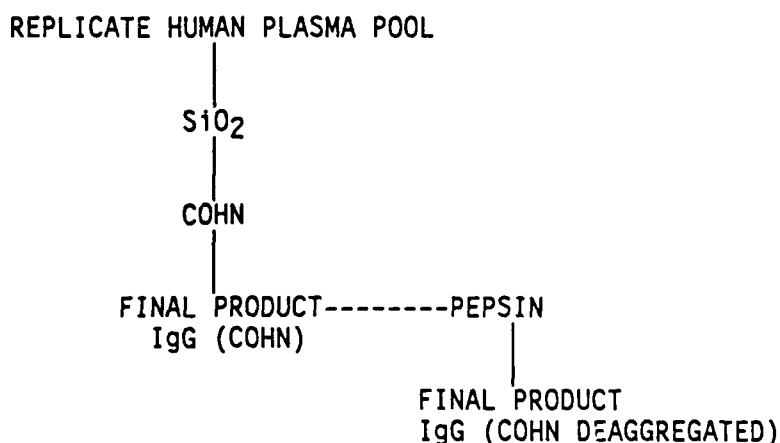 REPLICATE HUMAN PLASMA POOL
SiO2
COHN
FINAL PRODUCT--------PEPSIN
IgG (COHN)
FINAL PRODUCT
IgG (COHN DEAGGREGATED)